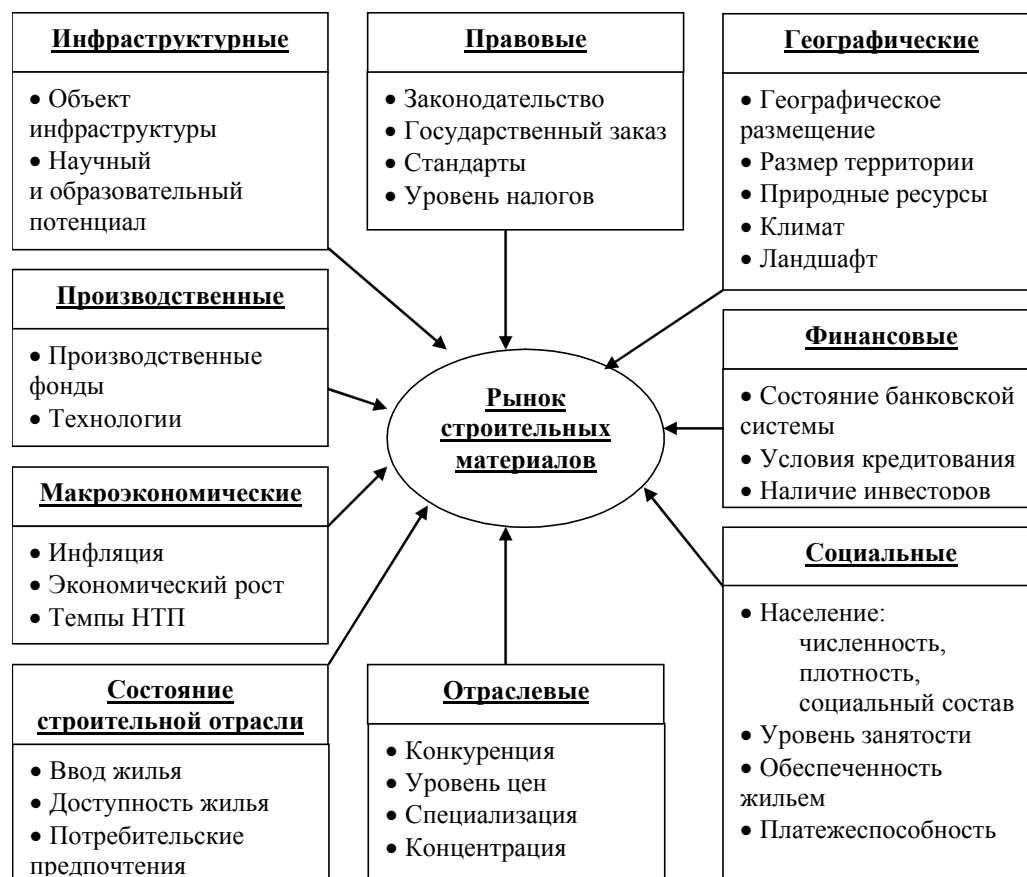 Инфраструктурные
• Объект
инфраструктуры
• Научный
и образовательный
потенциал
Правовые
• Законодательство
• Государственный заказ
• Стандарты
• Уровень налогов
Географические
• Географическое
размещение
• Размер территории
• Природные ресурсы
• Климат
• Ландшафт
Производственные
• Производственные
фонды
• Технологии
Рынок
строительных
материалов
Финансовые
• Состояние банковской
системы
• Условия кредитования
• Наличие инвесторов
Макроэкономические
• Инфляция
• Экономический рост
• Темпы НТП
Социальные
• Население:
численность,
плотность,
социальный состав
• Уровень занятости
• Обеспеченность
жильем
• Платежеспособность
Состояние
строительной отрасли
• Ввод жилья
• Доступность жилья
• Потребительские
предпочтения
Отраслевые
• Конкуренция
• Уровень цен
• Специализация
• Концентрация